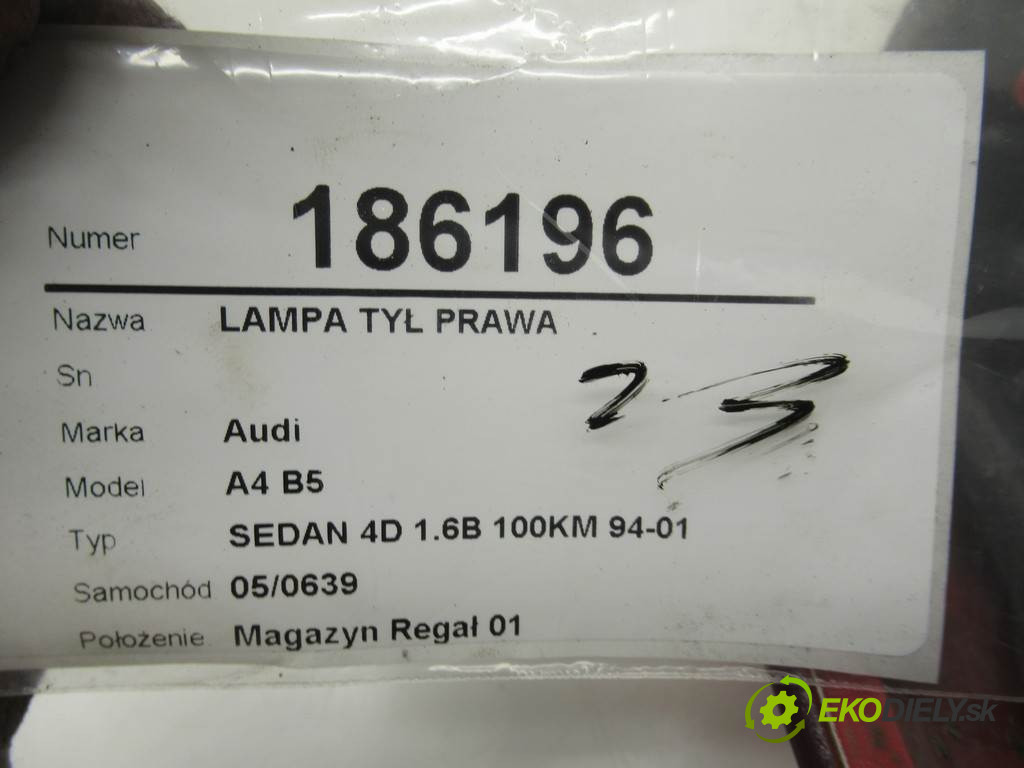 Numer 186196
Nazwa LAMPA TYŁ PRAWA
Sn
Marka Audi
Model A4 B5
Typ SEDAN 4D 1.6B 100KM 94-01
Samochód 05/0639
Położenie Magazyn Regał 01
EKODIELY.sk